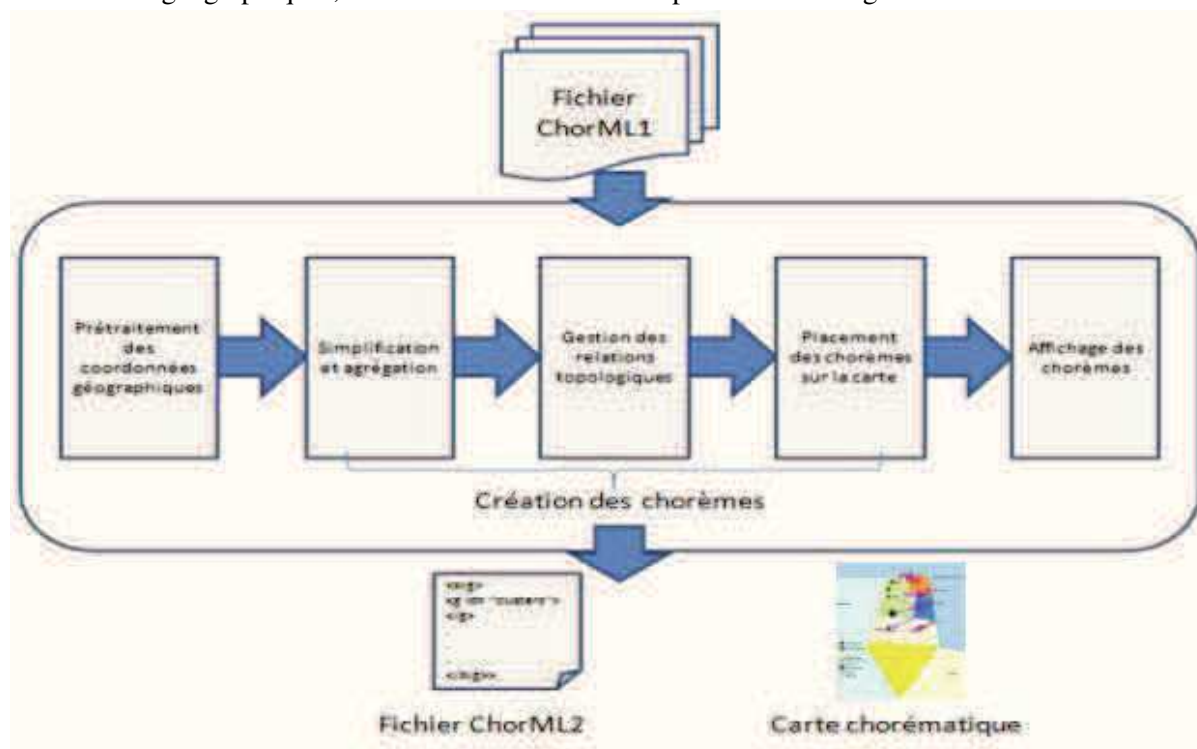 Fichier
ChorML1
Prétraitement
des
coordonnées
géographiques
Simplification
et agrégation
Gestion des
relations
topologiques
Placement
des chorèmes
sur la carte
Affichage des
chorèmes
Création des chorèmes
Fichier ChorML2
Carte chorématique